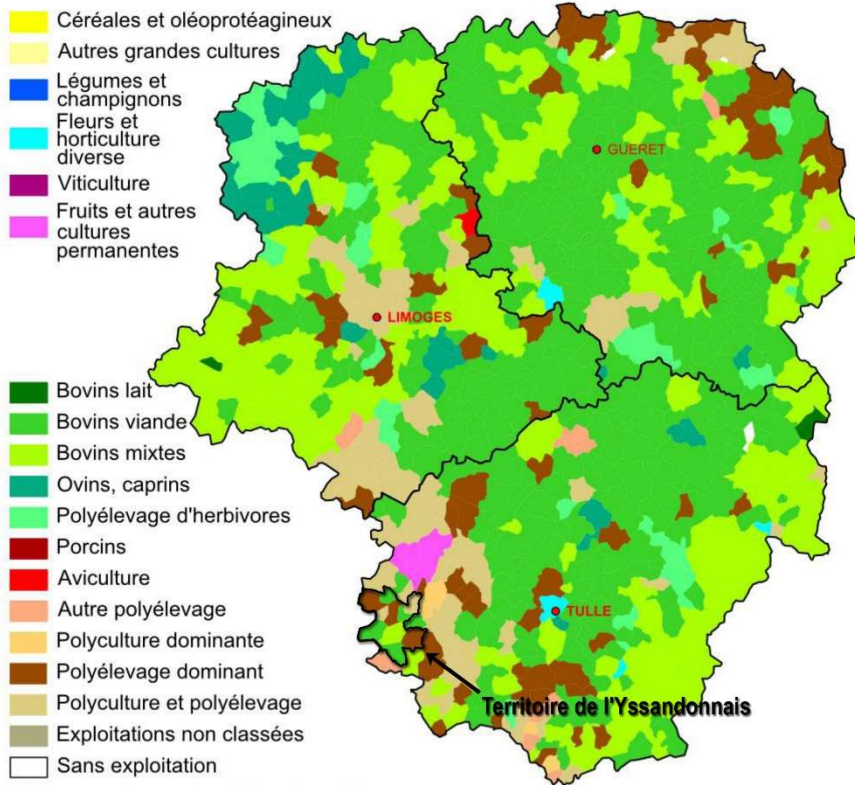 Céréales et oléoprotéagineux
Autres grandes cultures
Légumes et
champignons
Fleurs et
horticulture
diverse
Viticulture
Fruits et autres
cultures
permanentes
GUERET
LIMOGES
Bovins lait
Bovins viande
Bovins mixtes
Ovins, caprins
Polyélevage d'herbivores
Porcins
Aviculture
Autre polyélevage
Polyculture dominante
Polyélevage dominant
Polyculture et polyélevage
Exploitations non classées
Sans exploitation
TULLE
Territoire de l'Yssandonnais